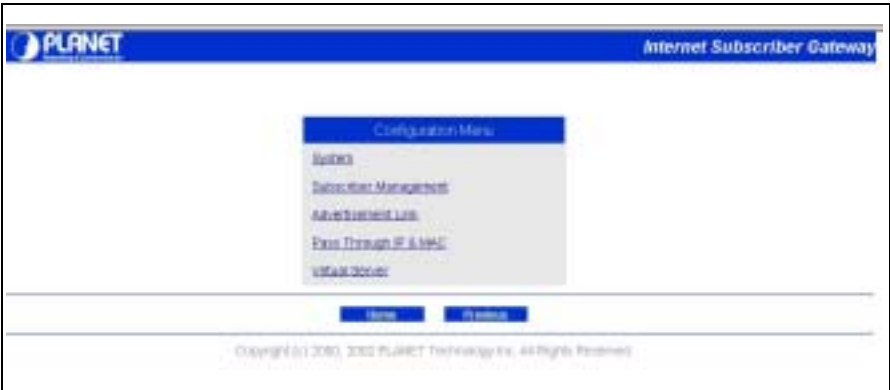 PLANET
Internet Subscriber Gateway
Configuration Menu
System
Subscriber Management
Advertisement Link
Pass Through IP & MAC
Virtual Server
Home Previous
Copyright (c) 2000, 2002 PLANET Technology Inc. All Rights Reserved.